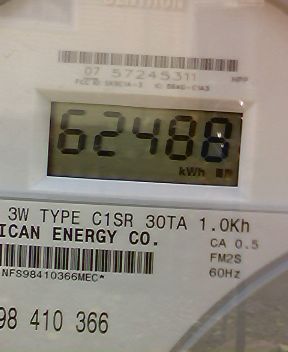 07 57245311
62488
kWh
3W TYPE C1SR 30TA 1.0Kh
ICAN ENERGY CO.
CA 0.5
FM2S
60Hz
NFS98410366MEC*
98 410 366